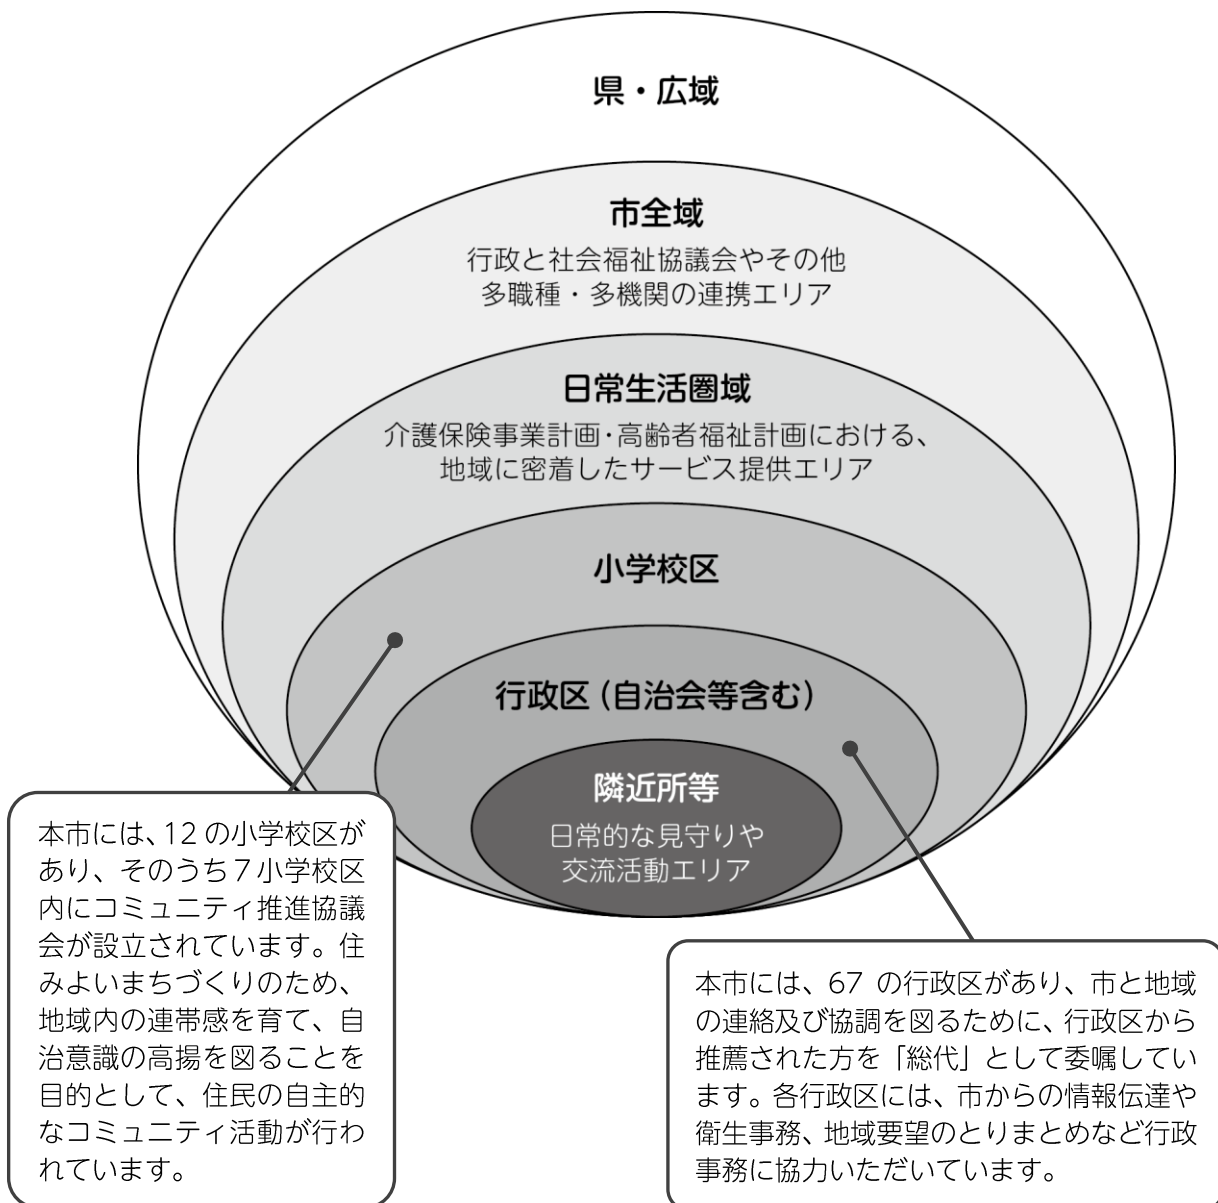 県・広域
市全域
行政と社会福祉協議会やその他
多職種・多機関の連携エリア
日常生活圏域
介護保険事業計画・高齢者福祉計画における、
地域に密着したサービス提供エリア
小学校区
行政区（自治会等含む）
隣近所等
日常的な見守りや
交流活動エリア
本市には、12 の小学校区が
あり、そのうち７小学校区
内にコミュニティ推進協議
会が設立されています。住
みよいまちづくりのため、
地域内の連帯感を育て、自
治意識の高揚を図ることを
目的として、住民の自主的
なコミュニティ活動が行わ
れています。
本市には、67 の行政区があり、市と地域
の連絡及び協調を図るために、行政区から
推薦された方を「総代」として委嘱してい
ます。各行政区には、市からの情報伝達や
衛生事務、地域要望のとりまとめなど行政
事務に協力いただいています。